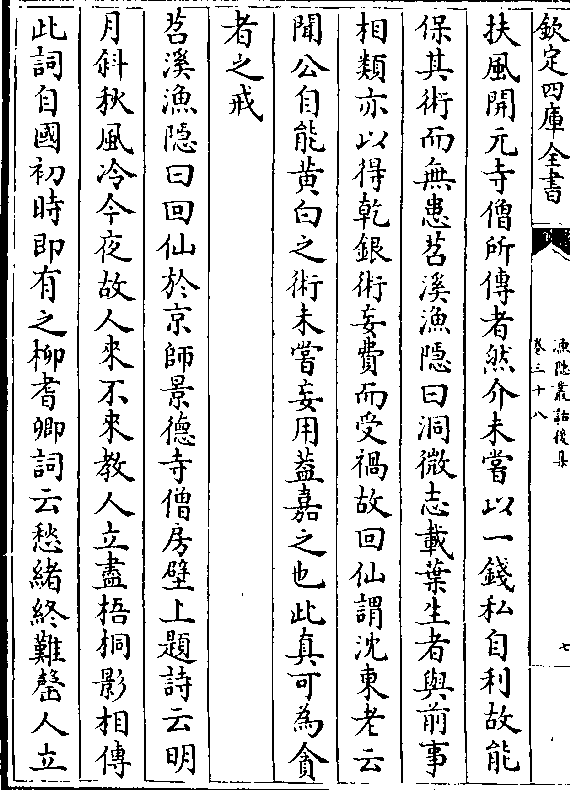 欽定四庫全書
漁隱叢話後集
卷三十八
七
扶風開元寺僧所傳者然介未嘗以一錢私自利故能
保其術而無患苕溪漁隱曰洞微志載葉生者與前事
相類亦以得乾銀術妄費而受禍故回仙謂沈東老云
聞公自能黃白之術未嘗妄用葢嘉之也此真可為貪
者之戒
苕溪漁隱曰回仙於京師景德寺僧房壁上題詩云明
月斜秋風冷今夜故人來不來教人立盡梧桐影相傳
此詞自國初時即有之柳耆卿詞云愁緒終難罄人立